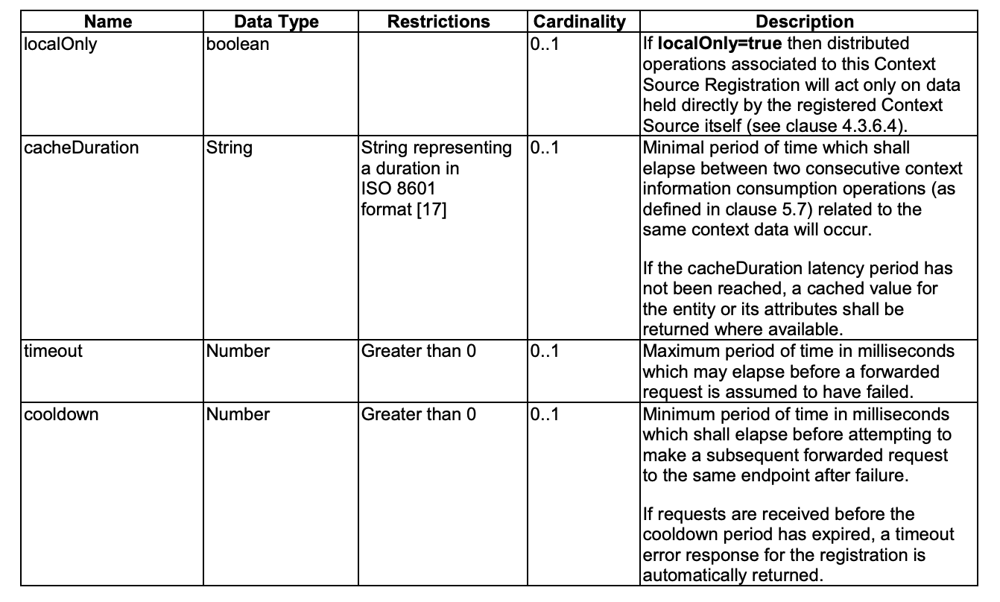 Name Data Type Restrictions Cardinality Description
localOnly boolean 0..1 If localOnly=true then distributed
operations associated to this Context
Source Registration will act only on data
held directly by the registered Context
Source itself (see clause 4.3.6.4).
cacheDuration String String representing 0..1 Minimal period of time which shall
a duration in elapse between two consecutive context
ISO 8601 information consumption operations (as
format [17] defined in clause 5.7) related to the
same context data will occur.
If the cacheDuration latency period has
not been reached, a cached value for
the entity or its attributes shall be
returned where available.
timeout Number Greater than 0 0..1 Maximum period of time in milliseconds
which may elapse before a forwarded
request is assumed to have failed.
cooldown Number Greater than 0 0..1 Minimum period of time in milliseconds
which shall elapse before attempting to
make a subsequent forwarded request
to the same endpoint after failure.
If requests are received before the
cooldown period has expired, a timeout
error response for the registration is
automatically returned.